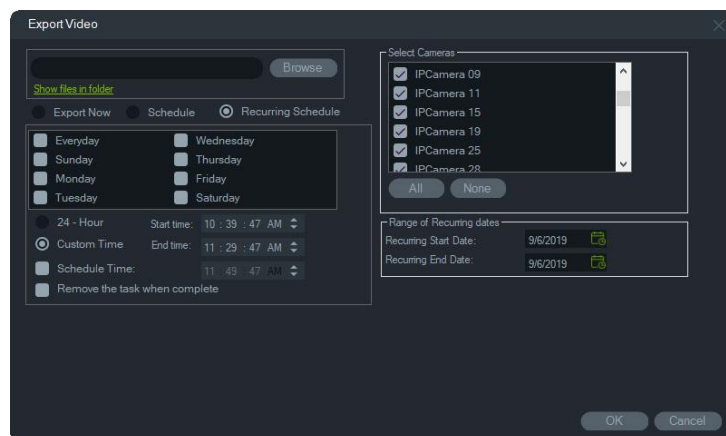 Export Video
Browse
Show files in folder
Export Now Schedule Recurring Schedule
Everyday Wednesday
Sunday Thursday
Monday Friday
Tuesday Saturday
24 - Hour Start time: 10 : 39 : 47 AM
Custom Time End time: 11 : 29 : 47 AM
Schedule Time: 11 49 47 AM
Remove the task when complete
Select Cameras
IPCamera 09
IPCamera 11
IPCamera 15
IPCamera 19
IPCamera 25
IPCamera 28
All None
Range of Recurring dates
Recurring Start Date: 9/6/2019
Recurring End Date: 9/6/2019
OK Cancel